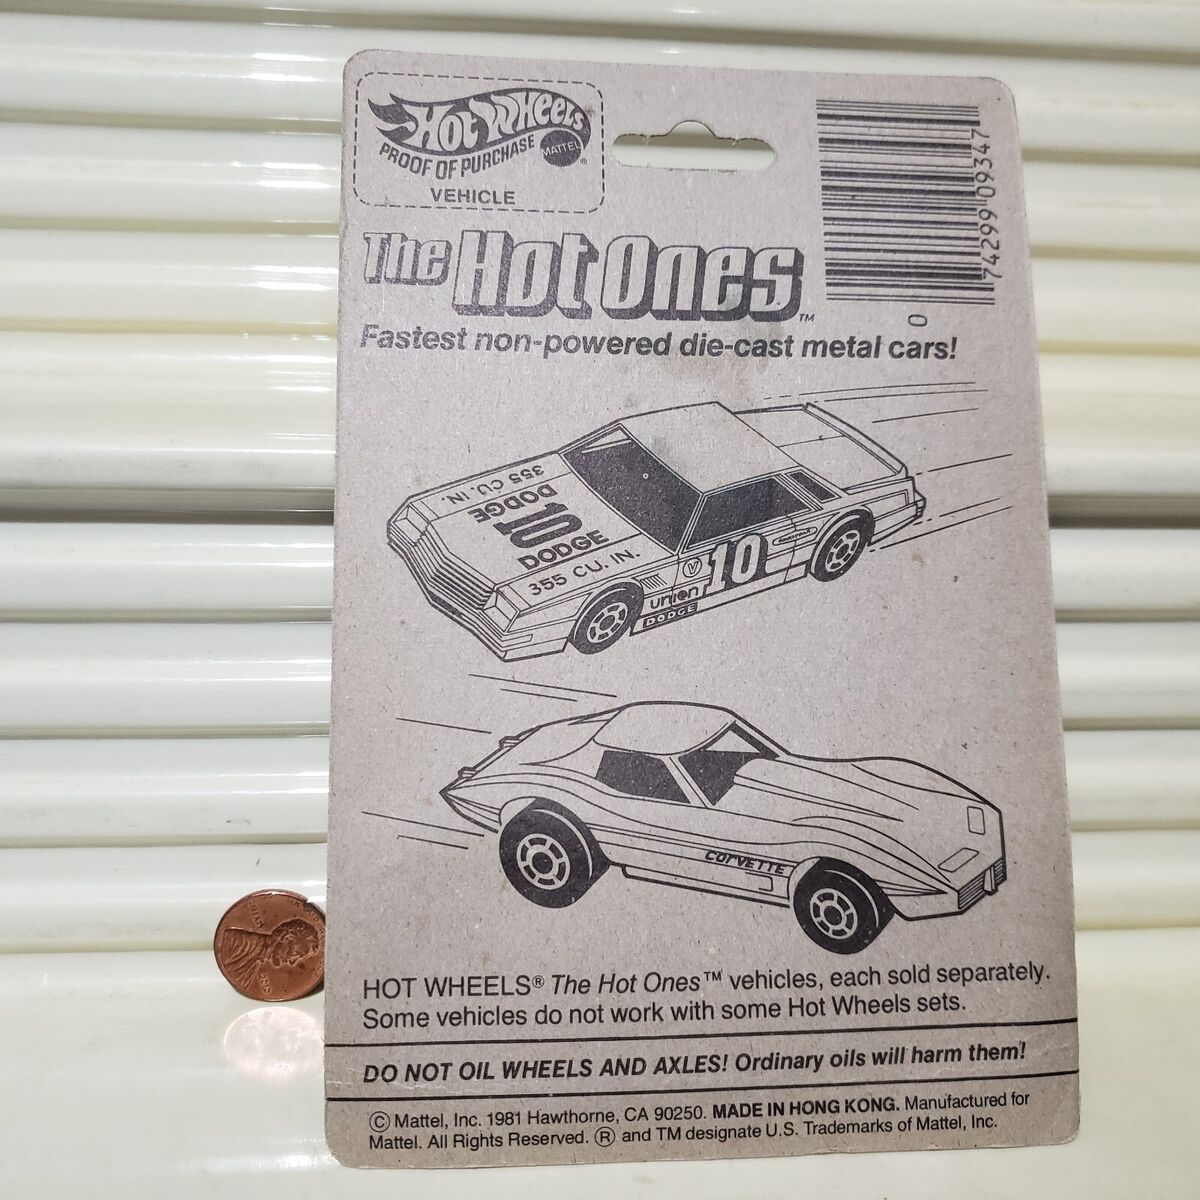 Hot Wheels
PROOF OF PURCHASE
MATTEL
®
VEHICLE
74299 09347
0
The Hot Ones™
Fastest non-powered die-cast metal cars!
355 CU. IN.
DODGE
10
DODGE
355 CU. IN.
10
V
union
DODGE
CORVETTE
HOT WHEELS® The Hot Ones™ vehicles, each sold separately.
Some vehicles do not work with some Hot Wheels sets.
DO NOT OIL WHEELS AND AXLES! Ordinary oils will harm them!
© Mattel, Inc. 1981 Hawthorne, CA 90250. MADE IN HONG KONG. Manufactured for
Mattel. All Rights Reserved. ® and TM designate U.S. Trademarks of Mattel, Inc.